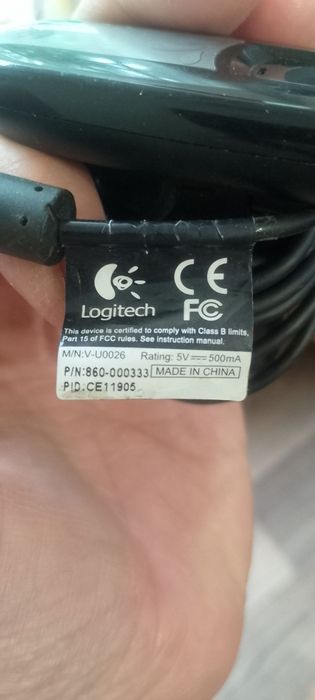 CE
Logitech FC
This device is certified to comply with Class B limits,
Part 15 of FCC rules. See instruction manual.
M/N:V-U0026 Rating: 5V⎓500mA
P/N:860-000333 MADE IN CHINA
PID:CE11905